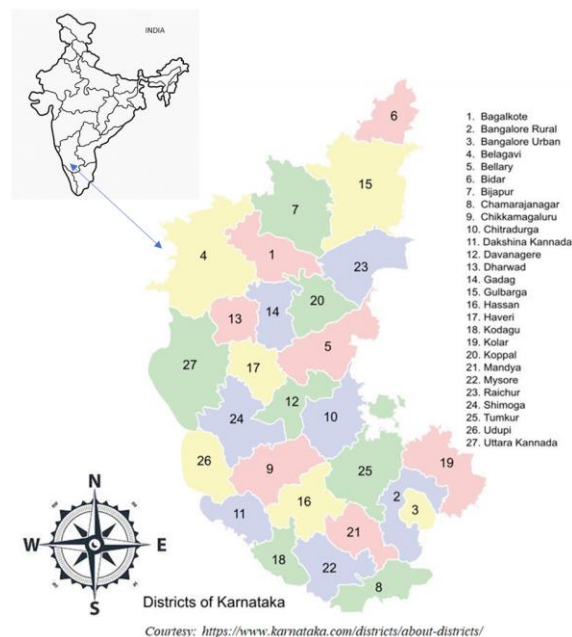 INDIA
6
15
7
4
1
23
14
20
13
5
27
17
12
24
10
19
26
9
25
2
16
3
11
21
18
22
8
1. Bagalkote
2. Bangalore Rural
3. Bangalore Urban
4. Belagavi
5. Bellary
6. Bidar
7. Bijapur
8. Chamarajanagar
9. Chikkamagaluru
10. Chitradurga
11. Dakshina Kannada
12. Davanagere
13. Dharwad
14. Gadag
15. Gulbarga
16. Hassan
17. Haveri
18. Kodagu
19. Kolar
20. Koppal
21. Mandya
22. Mysore
23. Raichur
24. Shimoga
25. Tumkur
26. Udupi
27. Uttara Kannada
N
W E
S
Districts of Karnataka
Courtesy: https://www.karnataka.com/districts/about-districts/